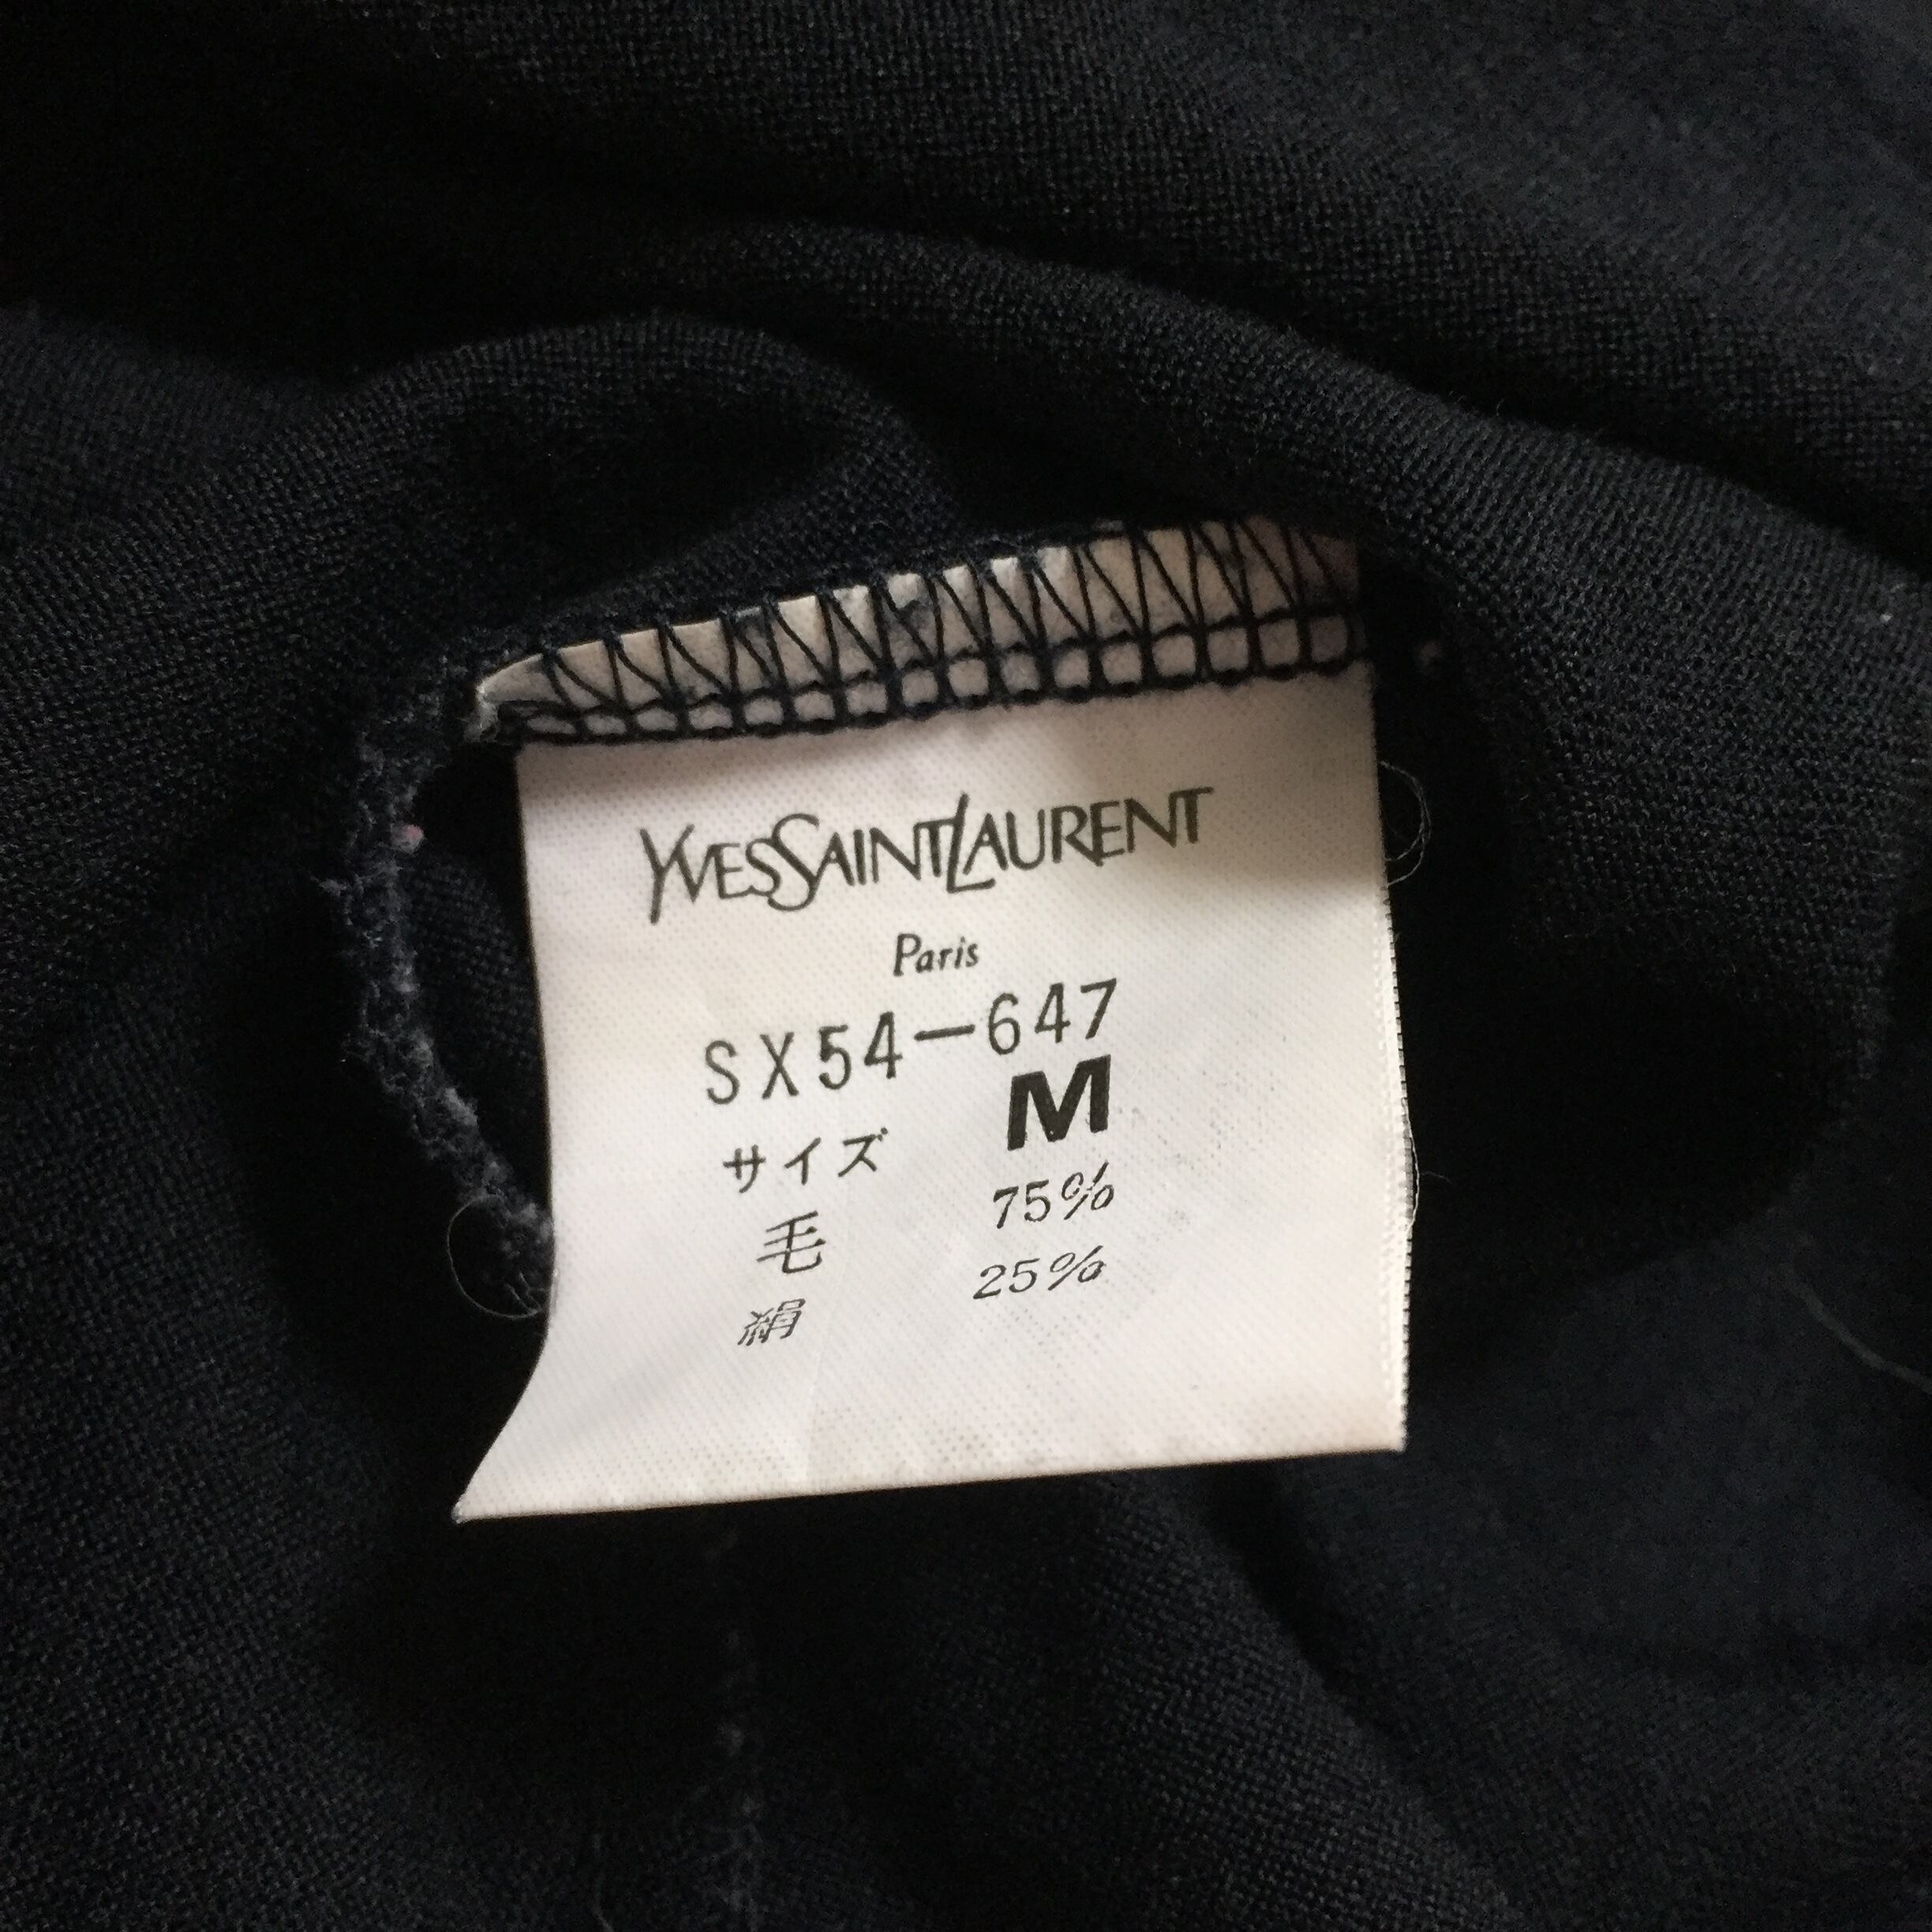 YVESSAINTLAURENT
Paris
SX54-647
サイズ M
毛 75%
絹 25%